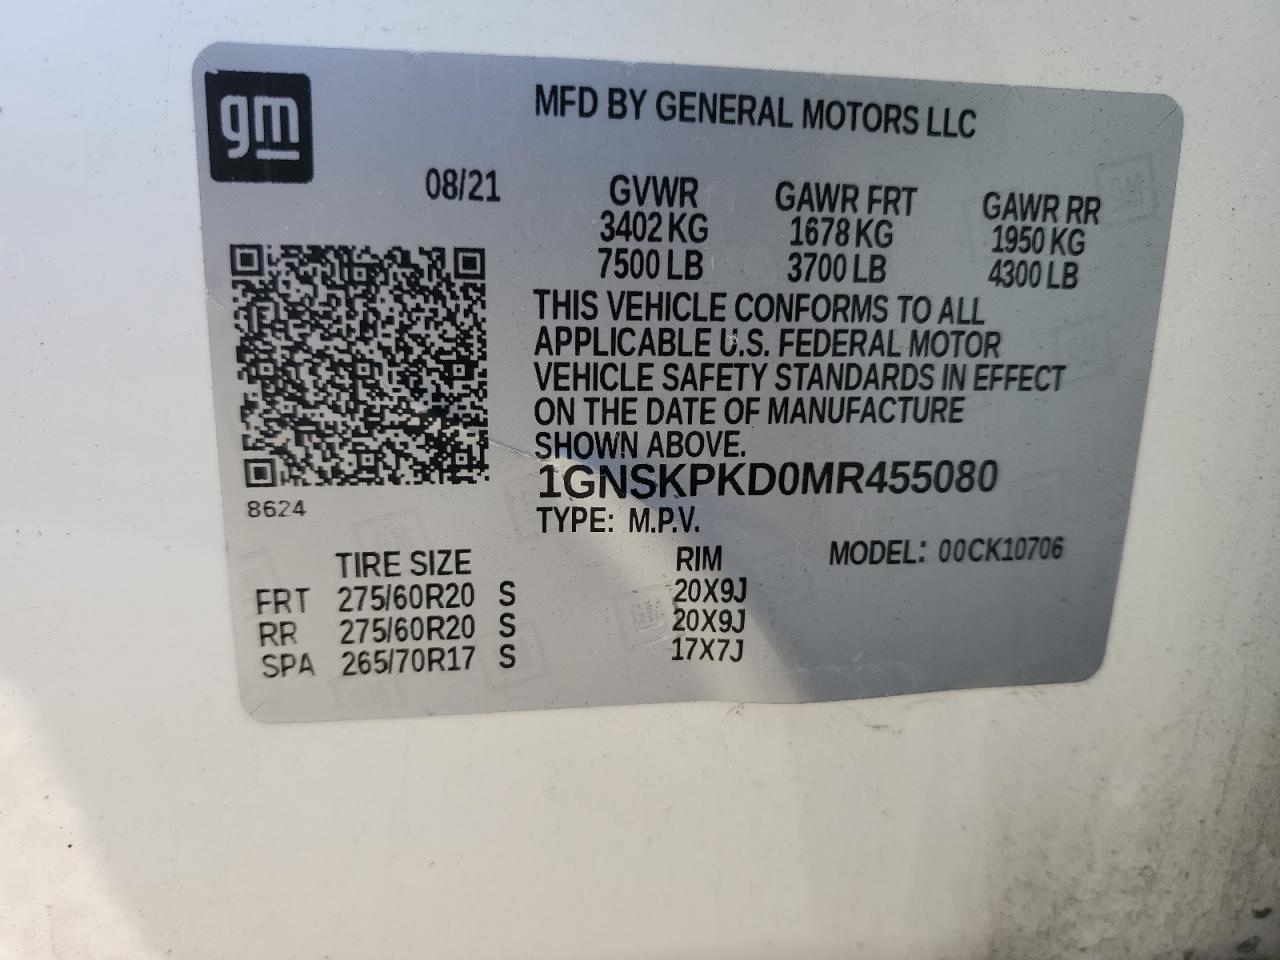 gm
MFD BY GENERAL MOTORS LLC
08/21
GVWR GAWR FRT GAWR RR
3402 KG 1678 KG 1950 KG
7500 LB 3700 LB 4300 LB
THIS VEHICLE CONFORMS TO ALL
APPLICABLE U.S. FEDERAL MOTOR
VEHICLE SAFETY STANDARDS IN EFFECT
ON THE DATE OF MANUFACTURE
SHOWN ABOVE.
1GNSKPKD0MR455080
8624
TYPE: M.P.V.
MODEL: 00CK10706
TIRE SIZE RIM
FRT 275/60R20 S 20X9J
RR 275/60R20 S 20X9J
SPA 265/70R17 S 17X7J